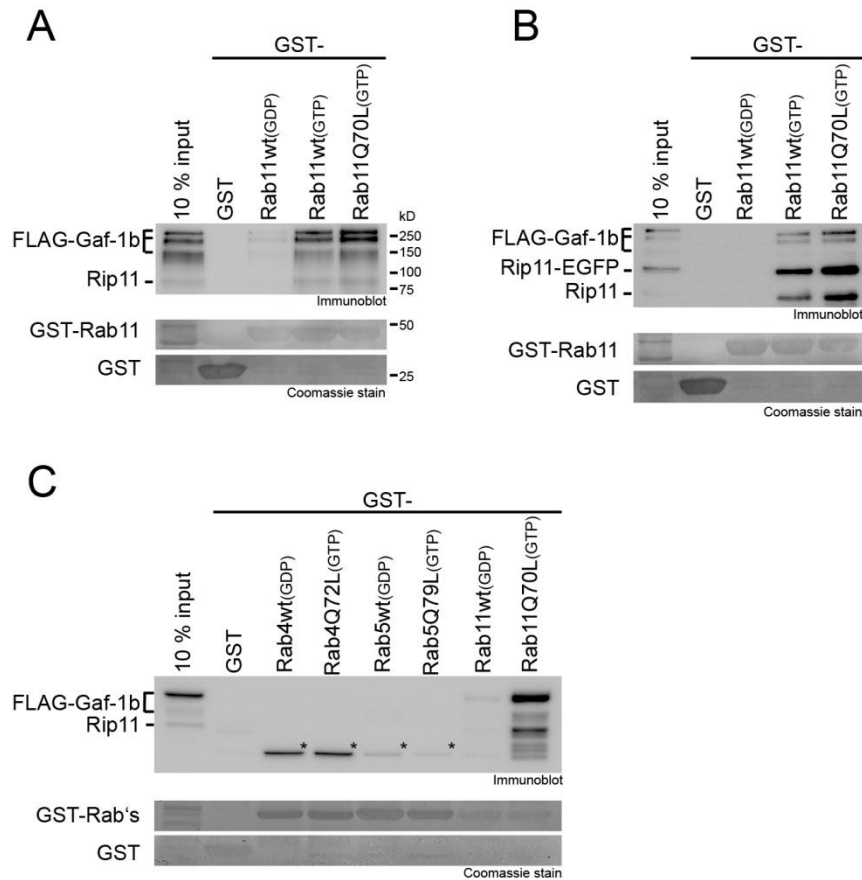 A
GST-
10 % input
GST
Rab11wt(GDP)
Rab11wt(GTP)
Rab11Q70L(GTP)
kD
FLAG-Gaf-1b
250
150
100
Rip11
75
Immunoblot
GST-Rab11
50
GST
25
Coomassie stain
B
GST-
10 % input
GST
Rab11wt(GDP)
Rab11wt(GTP)
Rab11Q70L(GTP)
FLAG-Gaf-1b
Rip11-EGFP
Rip11
Immunoblot
GST-Rab11
GST
Coomassie stain
C
GST-
10 % input
GST
Rab4wt(GDP)
Rab4Q72L(GTP)
Rab5wt(GDP)
Rab5Q79L(GTP)
Rab11wt(GDP)
Rab11Q70L(GTP)
FLAG-Gaf-1b
Rip11
* * * *
Immunoblot
GST-Rab‘s
GST
Coomassie stain